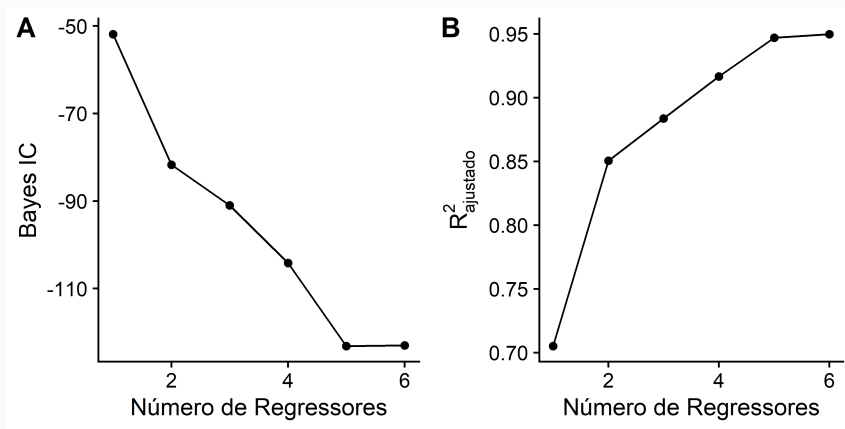 A
Bayes IC
-50
-70
-90
-110
2 4 6
Número de Regressores
B
R²ajustado
0.95
0.90
0.85
0.80
0.75
0.70
2 4 6
Número de Regressores